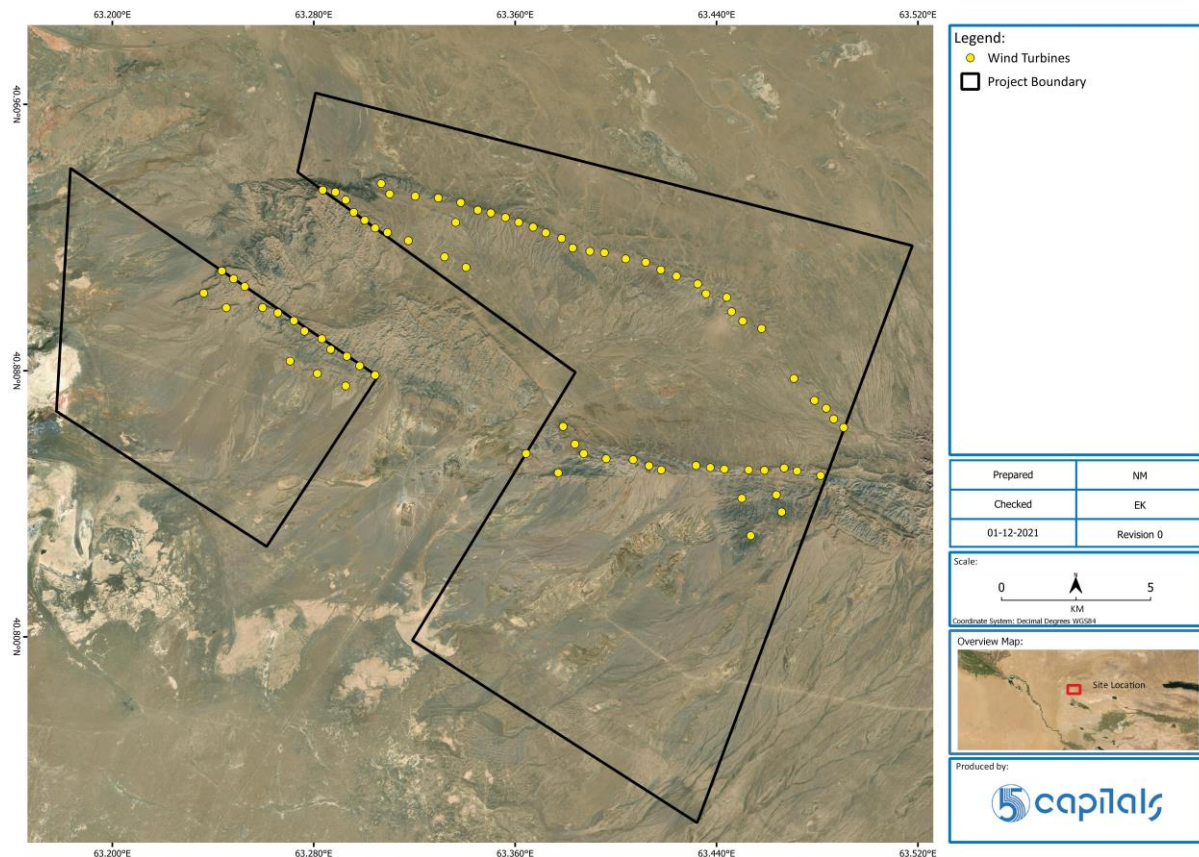 63.200°E 63.280°E 63.360°E 63.440°E 63.520°E
40.960°N
40.880°N
40.800°N
63.200°E 63.280°E 63.360°E 63.440°E 63.520°E
Legend:
Wind Turbines
Project Boundary
Prepared NM
Checked EK
01-12-2021 Revision 0
Scale:
N
0 5
KM
Coordinate System: Decimal Degrees WGS84
Overview Map:
Site Location
Produced by:
5 capitals